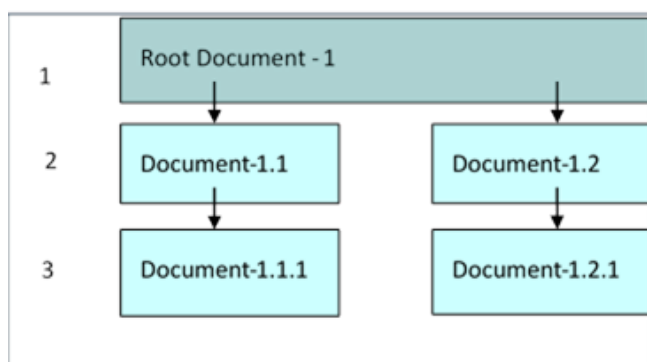 Root Document - 1
1
2
Document-1.1
Document-1.2
3
Document-1.1.1
Document-1.2.1